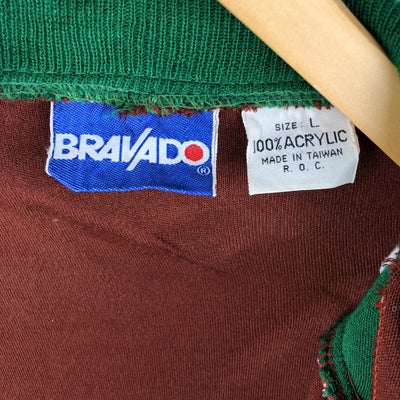 BRAVADO
®
SIZE: L
100% ACRYLIC
MADE IN TAIWAN
R. O. C.